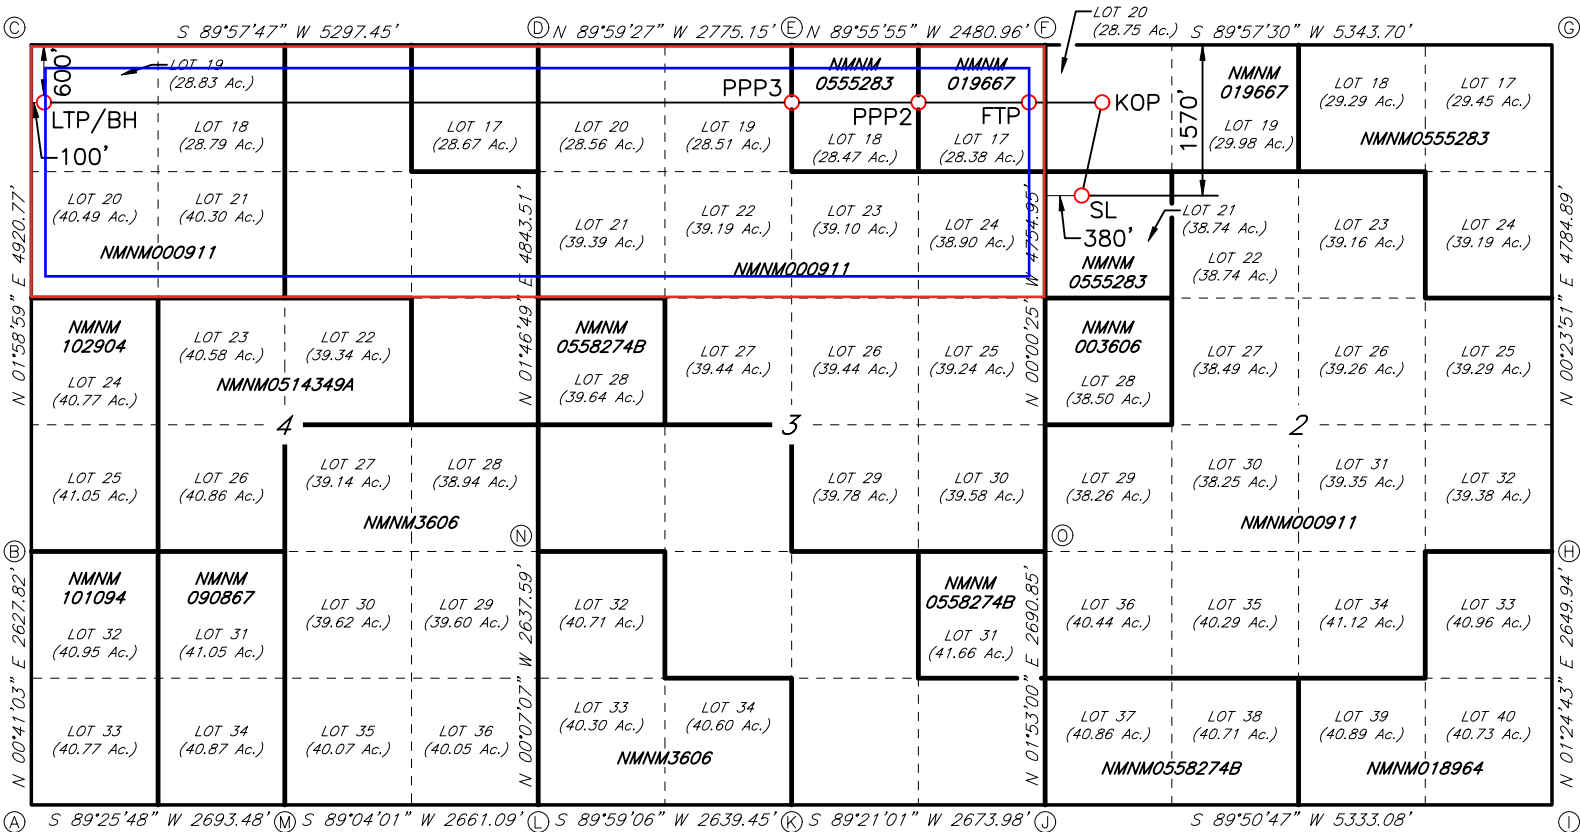 C
S 89°57'47" W 5297.45'
D
N 89°59'27" W 2775.15'
E
N 89°55'55" W 2480.96'
F
LOT 20
(28.75 Ac.)
S 89°57'30" W 5343.70'
G
600'
LOT 19
(28.83 Ac.)
LTP/BH
100'
LOT 18
(28.79 Ac.)
LOT 17
(28.67 Ac.)
LOT 20
(28.56 Ac.)
LOT 19
(28.51 Ac.)
PPP3
NMNM
0555283
PPP2
LOT 18
(28.47 Ac.)
NMNM
019667
FTP
LOT 17
(28.38 Ac.)
KOP
1570'
NMNM
019667
LOT 19
(29.98 Ac.)
LOT 18
(29.29 Ac.)
LOT 17
(29.45 Ac.)
NMNM0555283
N 01°58'59" E 4920.77'
LOT 20
(40.49 Ac.)
LOT 21
(40.30 Ac.)
NMNM000911
N 01°46'49" E 4843.51'
LOT 21
(39.39 Ac.)
LOT 22
(39.19 Ac.)
LOT 23
(39.10 Ac.)
LOT 24
(38.90 Ac.)
NMNM000911
N 00°00'25" W 4754.95'
SL
380'
NMNM
0555283
LOT 21
(38.74 Ac.)
LOT 22
(38.74 Ac.)
LOT 23
(39.16 Ac.)
LOT 24
(39.19 Ac.)
N 00°23'51" E 4784.89'
NMNM
102904
LOT 24
(40.77 Ac.)
LOT 23
(40.58 Ac.)
LOT 22
(39.34 Ac.)
NMNM0514349A
NMNM
0558274B
LOT 28
(39.64 Ac.)
LOT 27
(39.44 Ac.)
LOT 26
(39.44 Ac.)
LOT 25
(39.24 Ac.)
NMNM
003606
LOT 28
(38.50 Ac.)
LOT 27
(38.49 Ac.)
LOT 26
(39.26 Ac.)
LOT 25
(39.29 Ac.)
4
3
2
LOT 25
(41.05 Ac.)
LOT 26
(40.86 Ac.)
LOT 27
(39.14 Ac.)
LOT 28
(38.94 Ac.)
NMNM3606
LOT 29
(39.78 Ac.)
LOT 30
(39.58 Ac.)
LOT 29
(38.26 Ac.)
LOT 30
(38.25 Ac.)
LOT 31
(39.35 Ac.)
LOT 32
(39.38 Ac.)
NMNM000911
B
N
O
H
N 00°41'03" E 2627.82'
NMNM
101094
LOT 32
(40.95 Ac.)
NMNM
090867
LOT 31
(41.05 Ac.)
LOT 30
(39.62 Ac.)
LOT 29
(39.60 Ac.)
N 00°07'07" W 2637.59'
LOT 32
(40.71 Ac.)
NMNM
0558274B
LOT 31
(41.66 Ac.)
N 01°53'00" E 2690.85'
LOT 36
(40.44 Ac.)
LOT 35
(40.29 Ac.)
LOT 34
(41.12 Ac.)
LOT 33
(40.96 Ac.)
N 01°24'43" E 2649.94'
LOT 33
(40.77 Ac.)
LOT 34
(40.87 Ac.)
LOT 35
(40.07 Ac.)
LOT 36
(40.05 Ac.)
LOT 33
(40.30 Ac.)
LOT 34
(40.60 Ac.)
NMNM3606
LOT 37
(40.86 Ac.)
LOT 38
(40.71 Ac.)
NMNM0558274B
LOT 39
(40.89 Ac.)
LOT 40
(40.73 Ac.)
NMNM018964
A
S 89°25'48" W 2693.48'
M
S 89°04'01" W 2661.09'
L
S 89°59'06" W 2639.45'
K
S 89°21'01" W 2673.98'
J
S 89°50'47" W 5333.08'
I